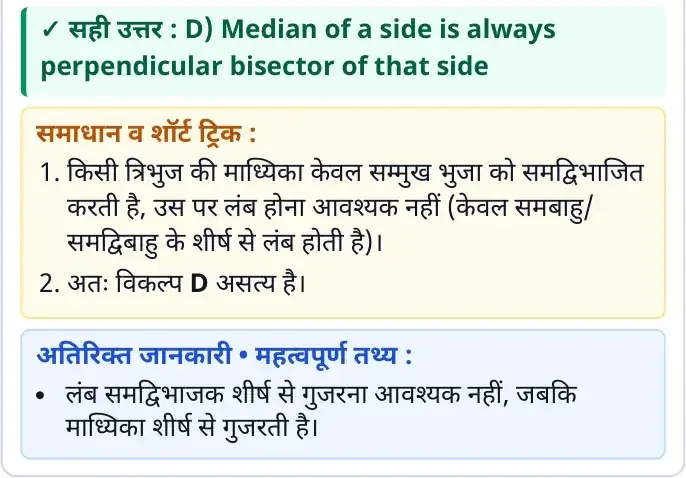 ✓ सही उत्तर : D) Median of a side is always
perpendicular bisector of that side
समाधान व शॉर्ट ट्रिक :
1. किसी त्रिभुज की माध्यिका केवल सम्मुख भुजा को समद्विभाजित
करती है, उस पर लंब होना आवश्यक नहीं (केवल समबाहु/
समद्विबाहु के शीर्ष से लंब होती है)।
2. अतः विकल्प D असत्य है।
अतिरिक्त जानकारी • महत्वपूर्ण तथ्य :
• लंब समद्विभाजक शीर्ष से गुजरना आवश्यक नहीं, जबकि
माध्यिका शीर्ष से गुजरती है।